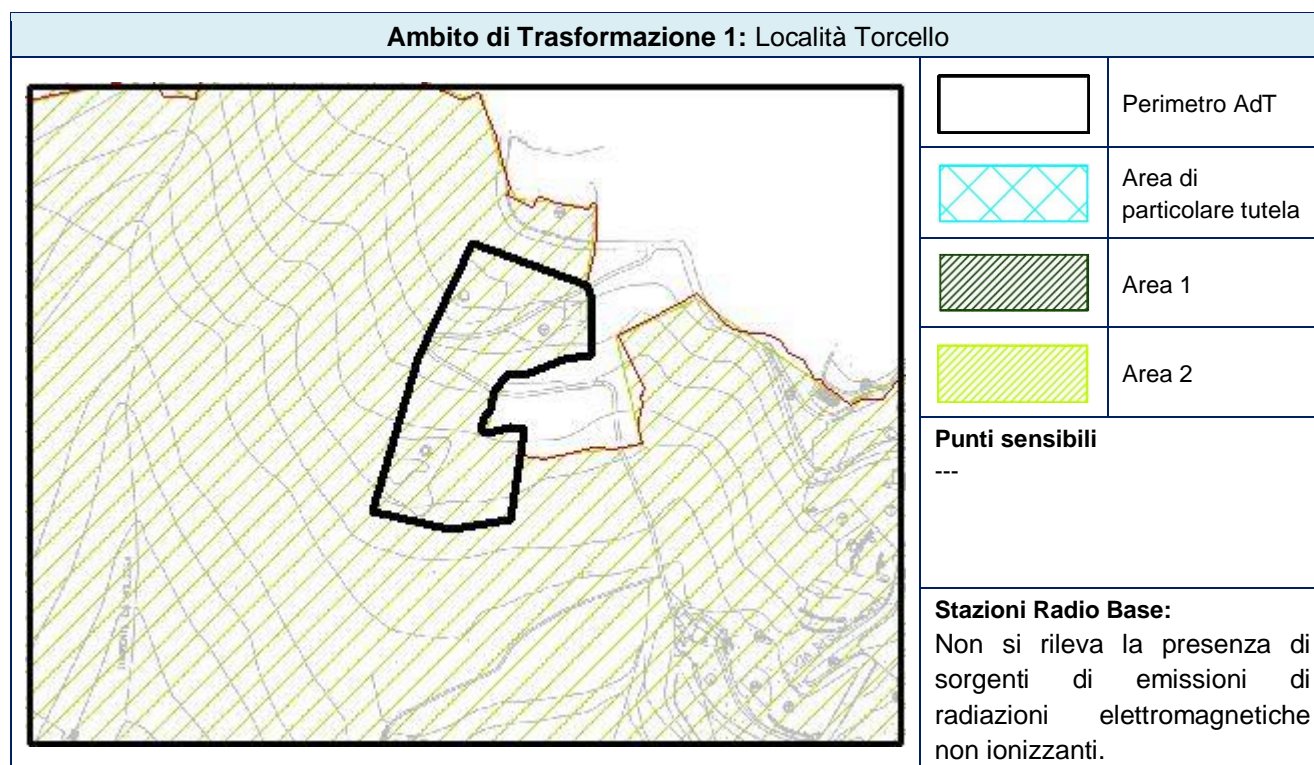 Ambito di Trasformazione 1: Località Torcello
Perimetro AdT
Area di
particolare tutela
Area 1
Area 2
Punti sensibili
---
Stazioni Radio Base:
Non si rileva la presenza di
sorgenti di emissioni di
radiazioni elettromagnetiche
non ionizzanti.